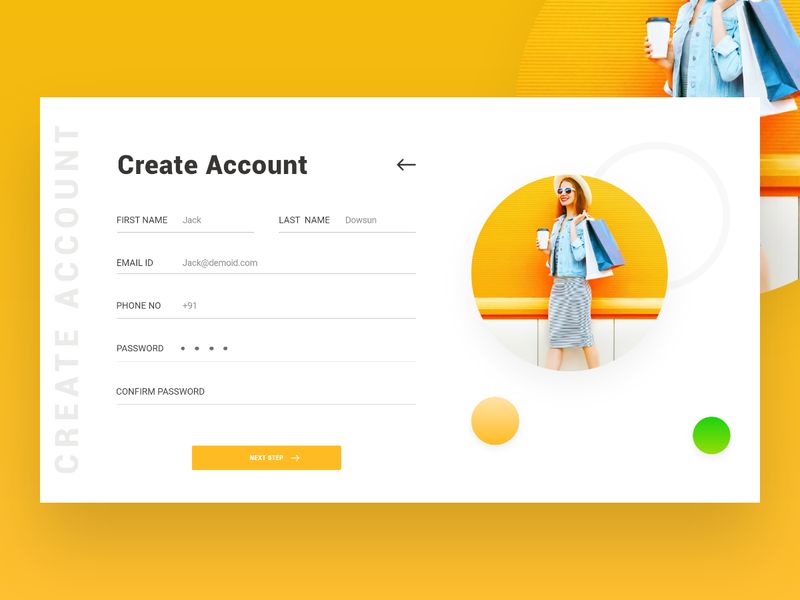 CREATE ACCOUNT
Create Account
FIRST NAME Jack LAST NAME Dowsun
EMAIL ID Jack@demoid.com
PHONE NO +91
PASSWORD
CONFIRM PASSWORD
NEXT STEP